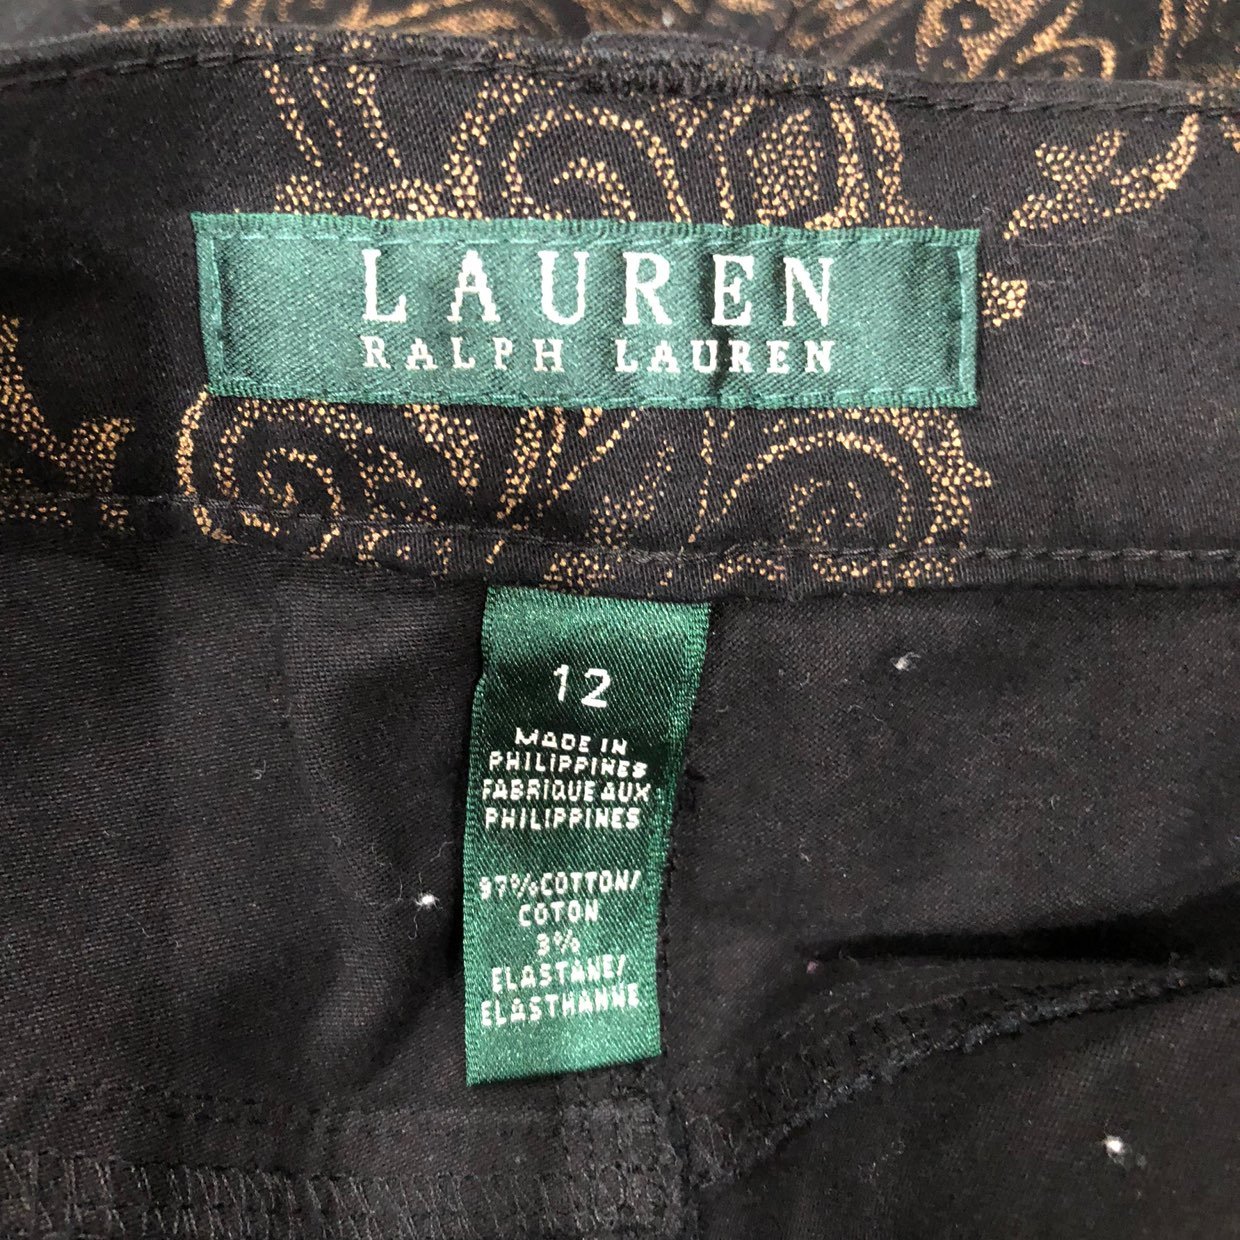 LAUREN
RALPH LAUREN
12
MADE IN
PHILIPPINES
FABRIQUE AUX
PHILIPPINES
97% COTTON/
COTON
3%
ELASTANE/
ELASTHANNE